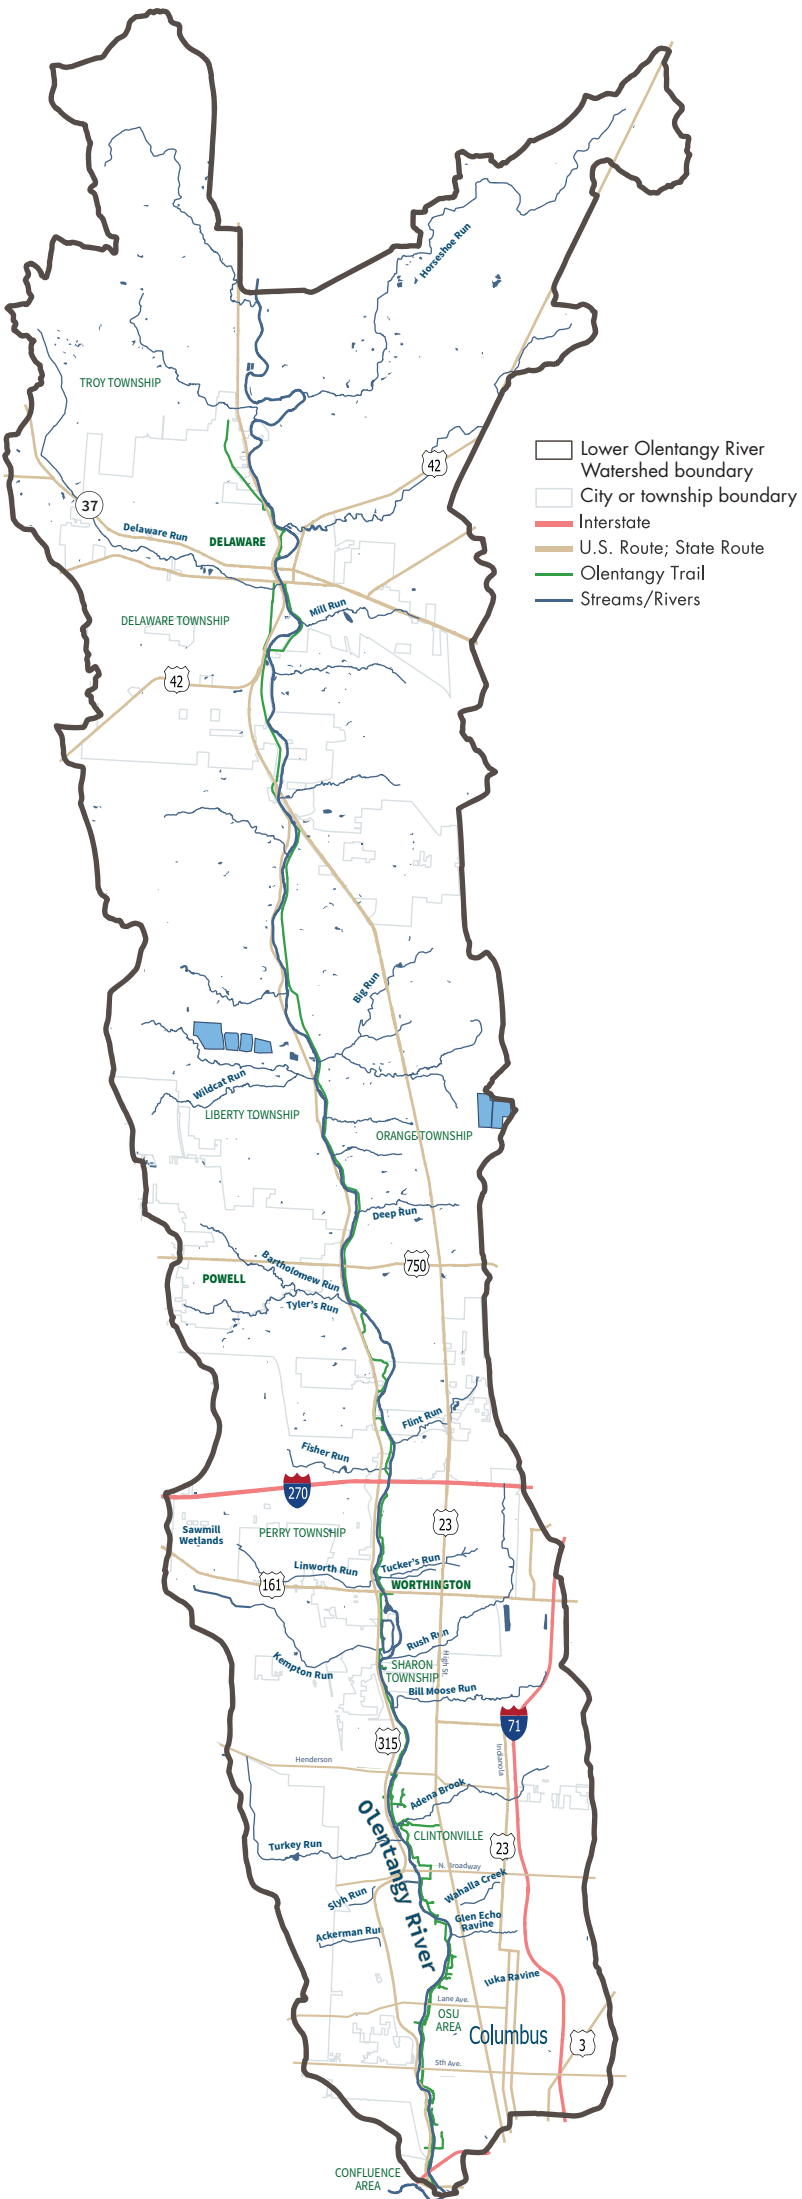 Horseshoe Run
TROY TOWNSHIP
42
Lower Olentangy River
Watershed boundary
City or township boundary
Interstate
U.S. Route; State Route
Olentangy Trail
Streams/Rivers
37
Delaware Run
DELAWARE
Mill Run
DELAWARE TOWNSHIP
42
Big Run
Wildcat Run
LIBERTY TOWNSHIP
ORANGE TOWNSHIP
Deep Run
Bartholomew Run
750
POWELL
Tyler's Run
Flint Run
Fisher Run
270
23
Sawmill
Wetlands
PERRY TOWNSHIP
Tucker's Run
Linworth Run
161
WORTHINGTON
Rush Run
High St.
Kempton Run
SHARON
TOWNSHIP
Bill Moose Run
71
315
Henderson
Indianola
Adena Brook
Olentangy River
CLINTONVILLE
Turkey Run
23
N. Broadway
Wahalla Creek
Slyh Run
Glen Echo
Ravine
Ackerman Run
Iuka Ravine
Lane Ave.
OSU
AREA
Columbus
3
5th Ave.
CONFLUENCE
AREA